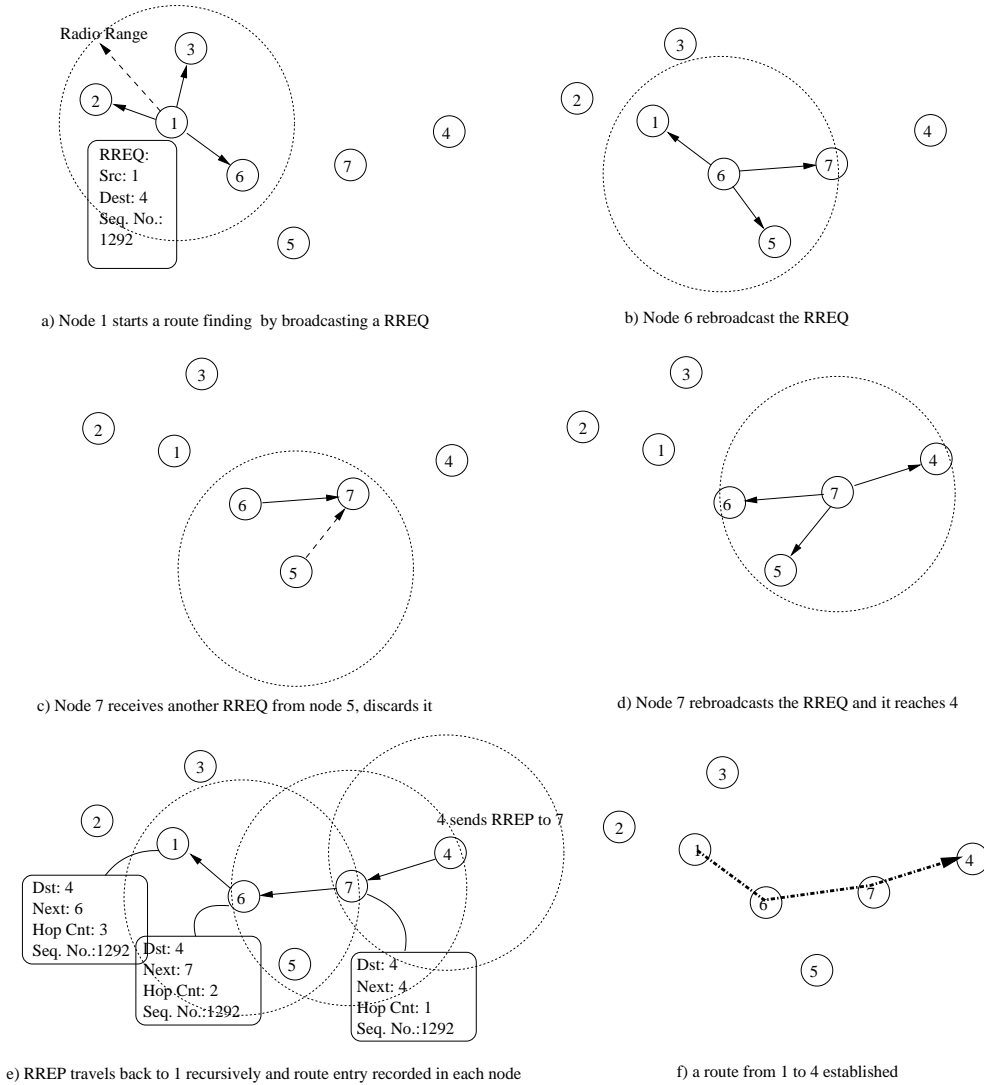 Radio Range
3
2
1
4
7
6
5
RREQ:
Src: 1
Dest: 4
Seq. No.:
1292
a) Node 1 starts a route finding by broadcasting a RREQ
3
2
1
4
7
6
5
b) Node 6 rebroadcast the RREQ
3
2
1
4
7
6
5
c) Node 7 receives another RREQ from node 5, discards it
3
2
1
4
7
6
5
d) Node 7 rebroadcasts the RREQ and it reaches 4
3
2
4 sends RREP to 7
1
4
7
6
5
Dst: 4
Next: 6
Hop Cnt: 3
Seq. No.:1292
Dst: 4
Next: 7
Hop Cnt: 2
Seq. No.:1292
Dst: 4
Next: 4
Hop Cnt: 1
Seq. No.:1292
e) RREP travels back to 1 recursively and route entry recorded in each node
3
2
1
4
7
6
5
f) a route from 1 to 4 established